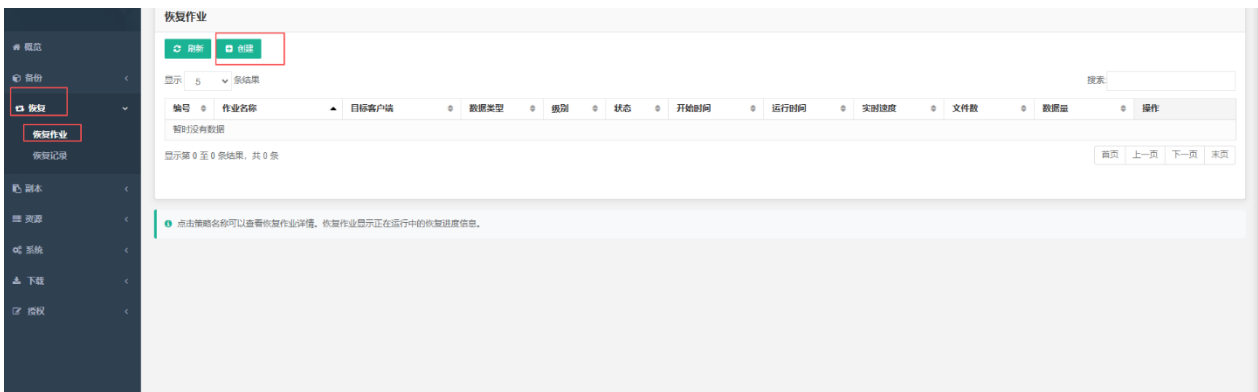 恢复作业
概览
备份
恢复
恢复作业
恢复记录
副本
资源
系统
下载
授权
刷新 创建
显示 5 条结果
搜索:
编号 作业名称 目标客户端 数据类型 级别 状态 开始时间 运行时间 实时速度 文件数 数据量 操作
暂时没有数据
显示第 0 至 0 条结果，共 0 条
首页 上一页 下一页 末页
点击策略名称可以查看恢复作业详情。恢复作业显示正在运行中的恢复进度信息。